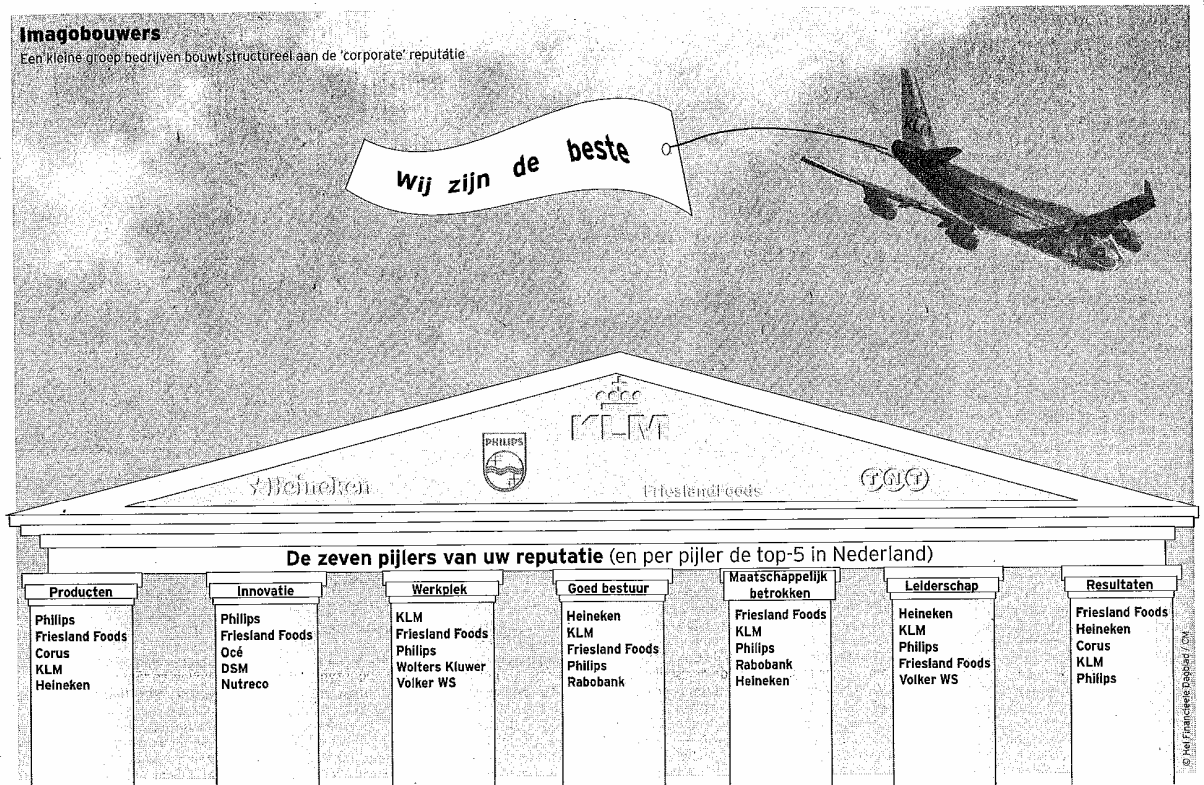 Imagobouwers
Een kleine groep bedrijven bouwt structureel aan de 'corporate' reputatie
Wij zijn de beste
KLM
PHILIPS
Heineken
FrieslandFoods
TNT
De zeven pijlers van uw reputatie (en per pijler de top-5 in Nederland)
Producten
Philips
Friesland Foods
Corus
KLM
Heineken
Innovatie
Philips
Friesland Foods
Océ
DSM
Nutreco
Werkplek
KLM
Friesland Foods
Philips
Wolters Kluwer
Volker WS
Goed bestuur
Heineken
KLM
Friesland Foods
Philips
Rabobank
Maatschappelijk
betrokken
Friesland Foods
KLM
Philips
Rabobank
Heineken
Leiderschap
Heineken
KLM
Philips
Friesland Foods
Volker WS
Resultaten
Friesland Foods
Heineken
Corus
KLM
Philips
© Het Financieele Dagblad / CM